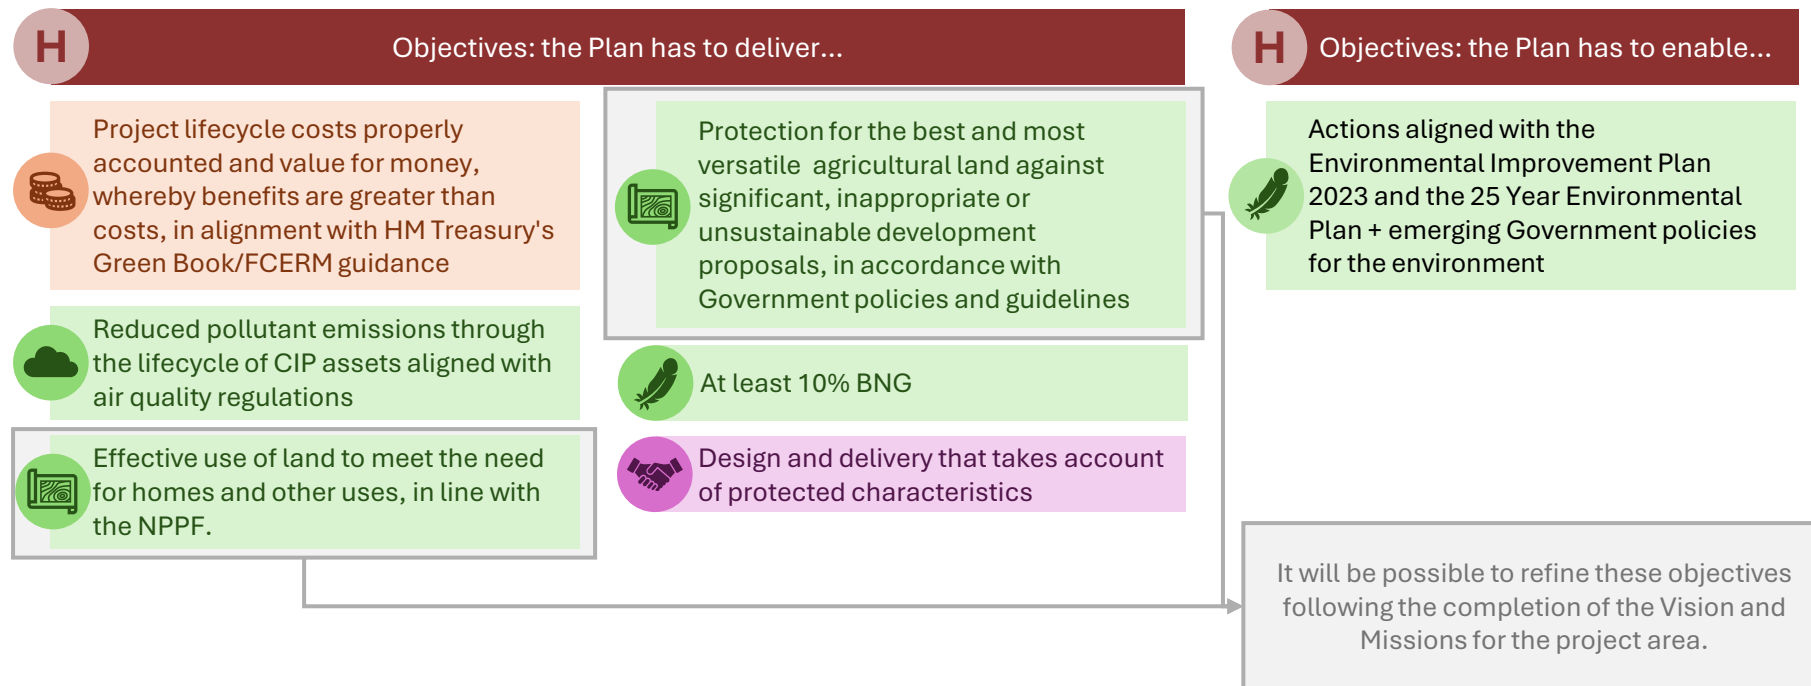 H
Objectives: the Plan has to deliver...
Project lifecycle costs properly
accounted and value for money,
whereby benefits are greater than
costs, in alignment with HM Treasury's
Green Book/FCERM guidance
Reduced pollutant emissions through
the lifecycle of CIP assets aligned with
air quality regulations
Effective use of land to meet the need
for homes and other uses, in line with
the NPPF.
Protection for the best and most
versatile agricultural land against
significant, inappropriate or
unsustainable development
proposals, in accordance with
Government policies and guidelines
At least 10% BNG
Design and delivery that takes account
of protected characteristics
H
Objectives: the Plan has to enable...
Actions aligned with the
Environmental Improvement Plan
2023 and the 25 Year Environmental
Plan + emerging Government policies
for the environment
It will be possible to refine these objectives
following the completion of the Vision and
Missions for the project area.